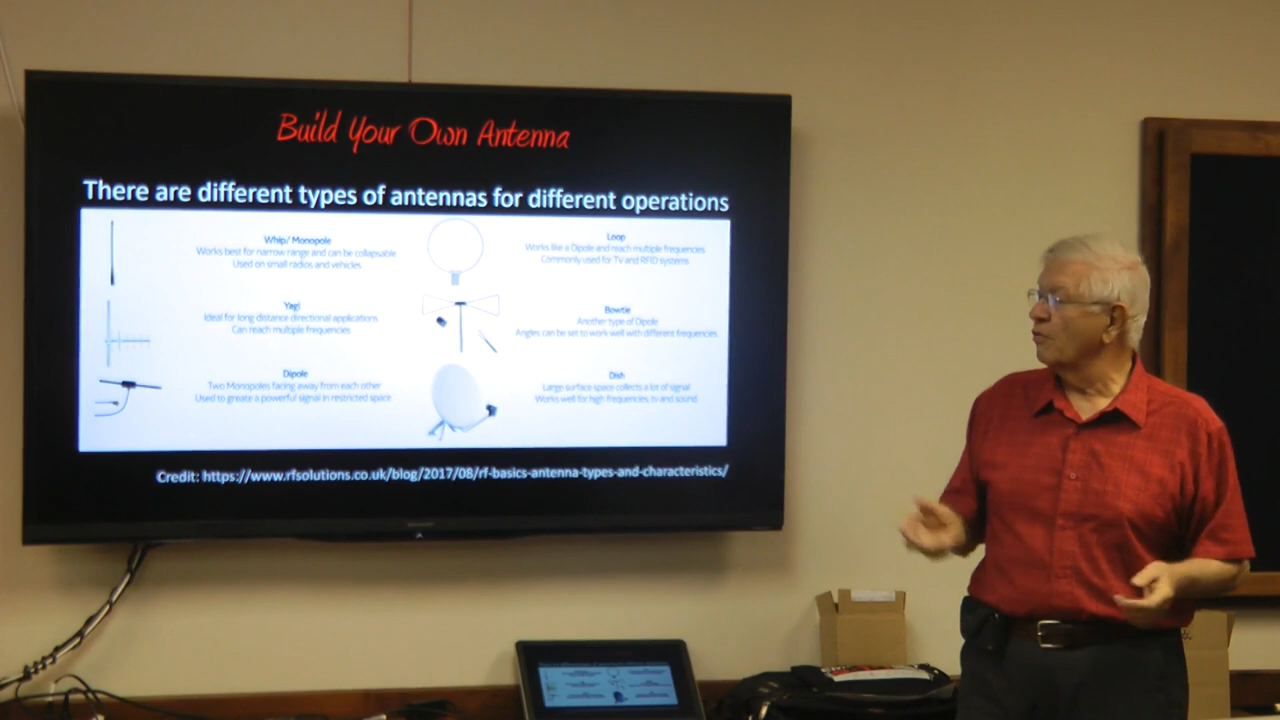 Build Your Own Antenna
There are different types of antennas for different operations
Whip/ Monopole
Works best for narrow range and can be collapsable
Used on small radios and vehicles
Yagi
Ideal for long distance directional applications
Can reach multiple frequencies
Dipole
Two Monopoles facing away from each other
Used to greate a powerful signal in restricted space
Loop
Works like a Dipole and reach multiple frequencies
Commonly used for TV and RFID systems
Bowtie
Another type of Dipole
Angles can be set to work well with different frequencies
Dish
Large surface space collects a lot of signal
Works well for high frequencies, tv and sound
Credit: https://www.rfsolutions.co.uk/blog/2017/08/rf-basics-antenna-types-and-characteristics/